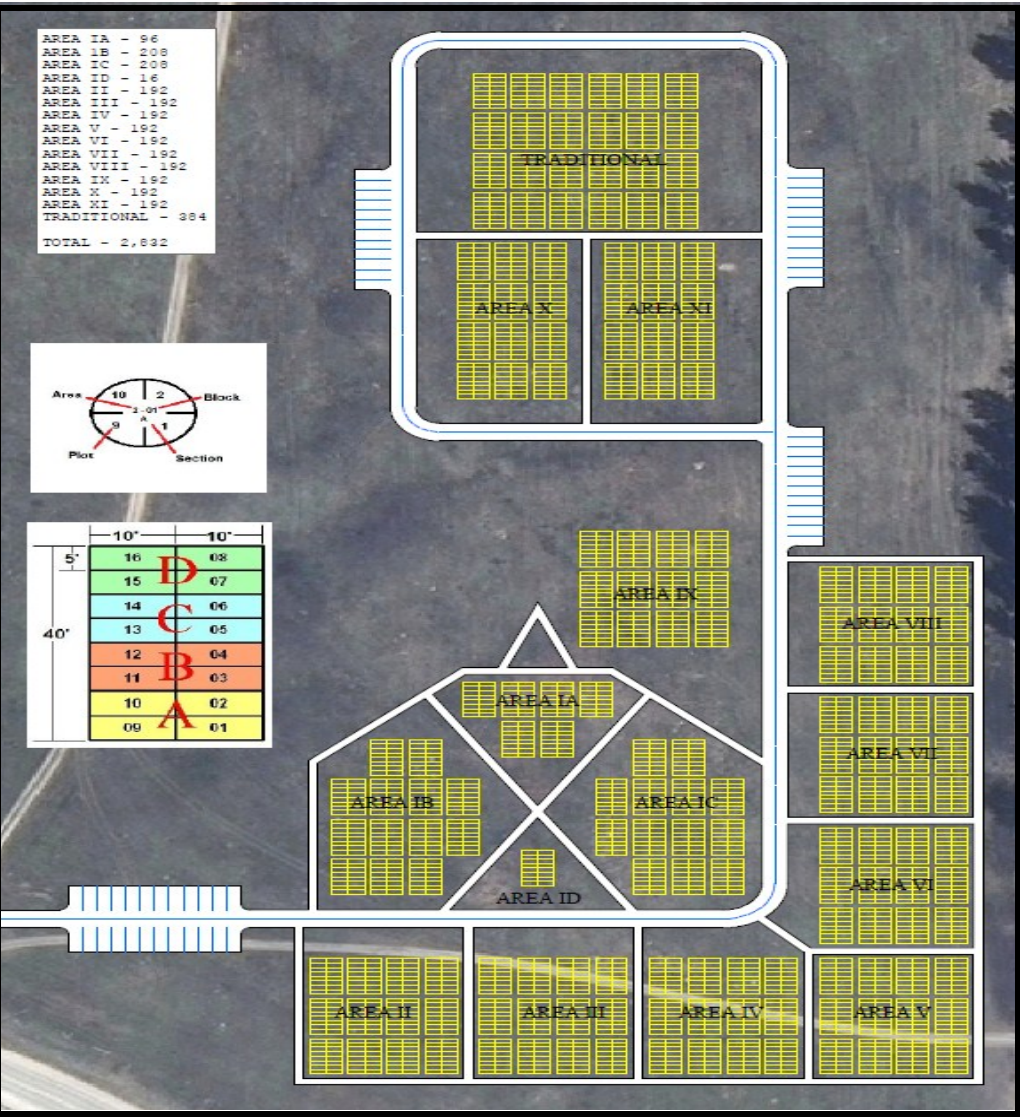 AREA IA - 96
AREA 1B - 208
AREA IC - 208
AREA ID - 16
AREA II - 192
AREA III - 192
AREA IV - 192
AREA V - 192
AREA VI - 192
AREA VII - 192
AREA VIII - 192
AREA IX - 192
AREA X - 192
AREA XI - 192
TRADITIONAL - 384
TOTAL - 2,832
TRADITIONAL
AREA X
AREA XI
Area
10
2
Block
2 - 01
A
9
1
Plot
Section
10'
10'
5'
40'
16
08
D
15
07
14
06
C
13
05
12
04
B
11
03
10
02
A
09
01
AREA IX
AREA VIII
AREA IA
AREA VII
AREA IB
AREA IC
AREA VI
AREA ID
AREA II
AREA III
AREA IV
AREA V